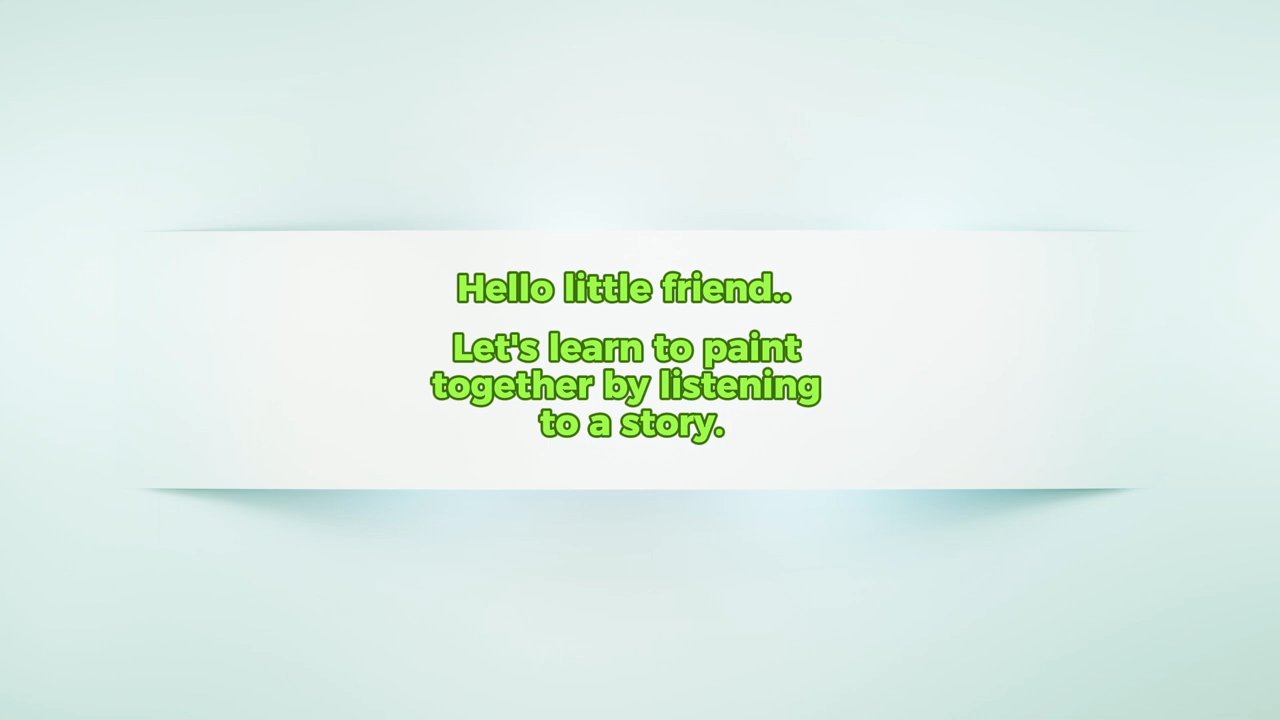 Hello little friend..
Let's learn to paint
together by listening
to a story.